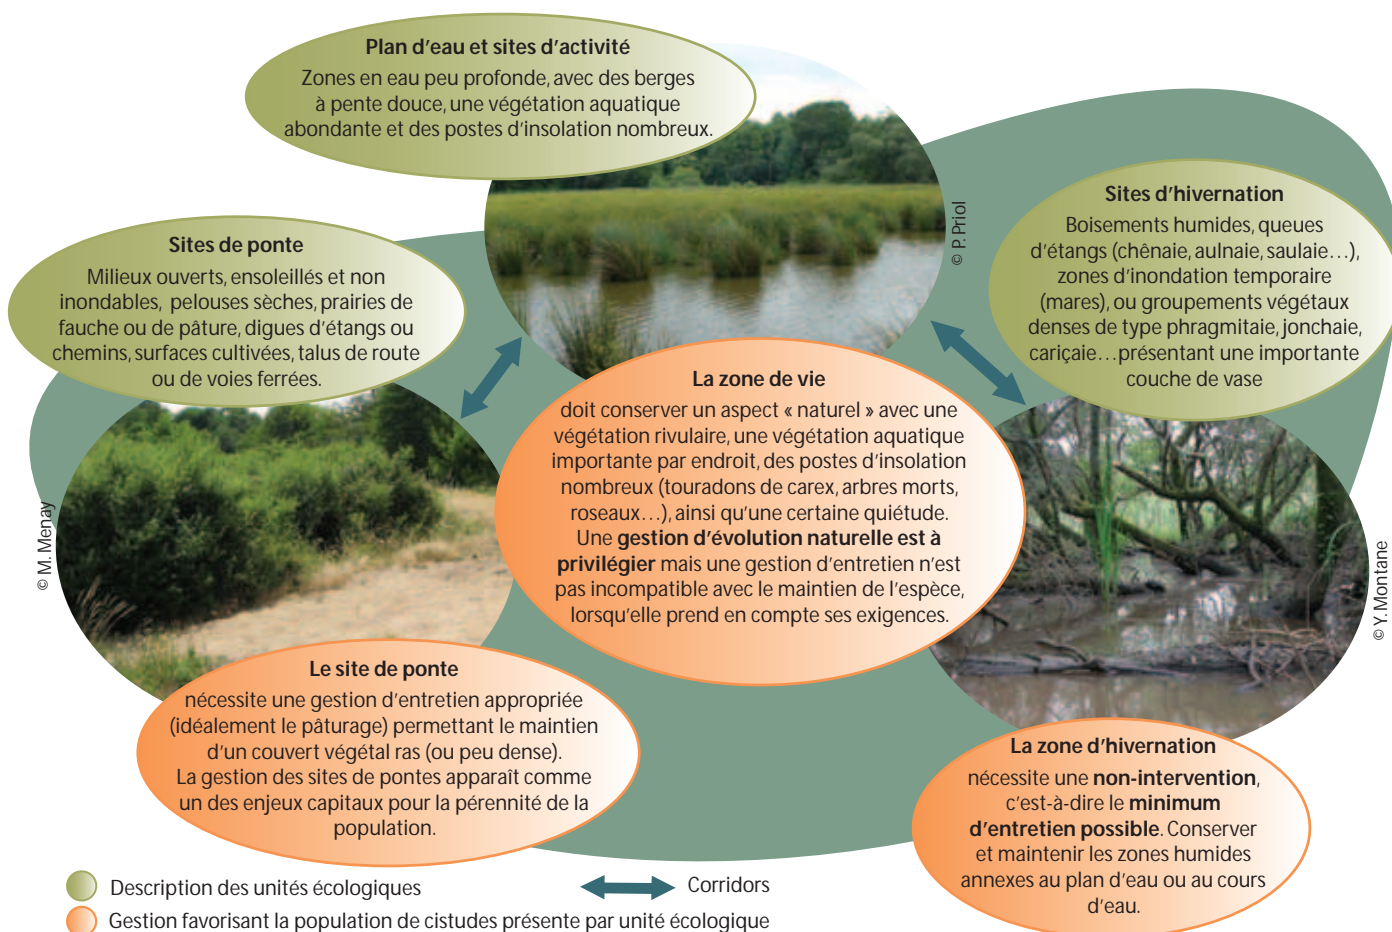 Plan d'eau et sites d'activité
Zones en eau peu profonde, avec des berges
à pente douce, une végétation aquatique
abondante et des postes d'insolation nombreux.
© P. Priol
Sites de ponte
Milieux ouverts, ensoleillés et non
inondables, pelouses sèches, prairies de
fauche ou de pâture, digues d'étangs ou
chemins, surfaces cultivées, talus de route
ou de voies ferrées.
Sites d'hivernation
Boisements humides, queues
d'étangs (chênaie, aulnaie, saulaie…),
zones d'inondation temporaire
(mares), ou groupements végétaux
denses de type phragmitaie, jonchaie,
cariçaie…présentant une importante
couche de vase
La zone de vie
doit conserver un aspect « naturel » avec une
végétation rivulaire, une végétation aquatique
importante par endroit, des postes d'insolation
nombreux (touradons de carex, arbres morts,
roseaux…), ainsi qu'une certaine quiétude.
Une gestion d'évolution naturelle est à
privilégier mais une gestion d'entretien n'est
pas incompatible avec le maintien de l'espèce,
lorsqu'elle prend en compte ses exigences.
© M. Menay
© Y. Montane
Le site de ponte
nécessite une gestion d'entretien appropriée
(idéalement le pâturage) permettant le maintien
d'un couvert végétal ras (ou peu dense).
La gestion des sites de pontes apparaît comme
un des enjeux capitaux pour la pérennité de la
population.
La zone d'hivernation
nécessite une non-intervention,
c'est-à-dire le minimum
d'entretien possible. Conserver
et maintenir les zones humides
annexes au plan d'eau ou au cours
d'eau.
Description des unités écologiques
Corridors
Gestion favorisant la population de cistudes présente par unité écologique